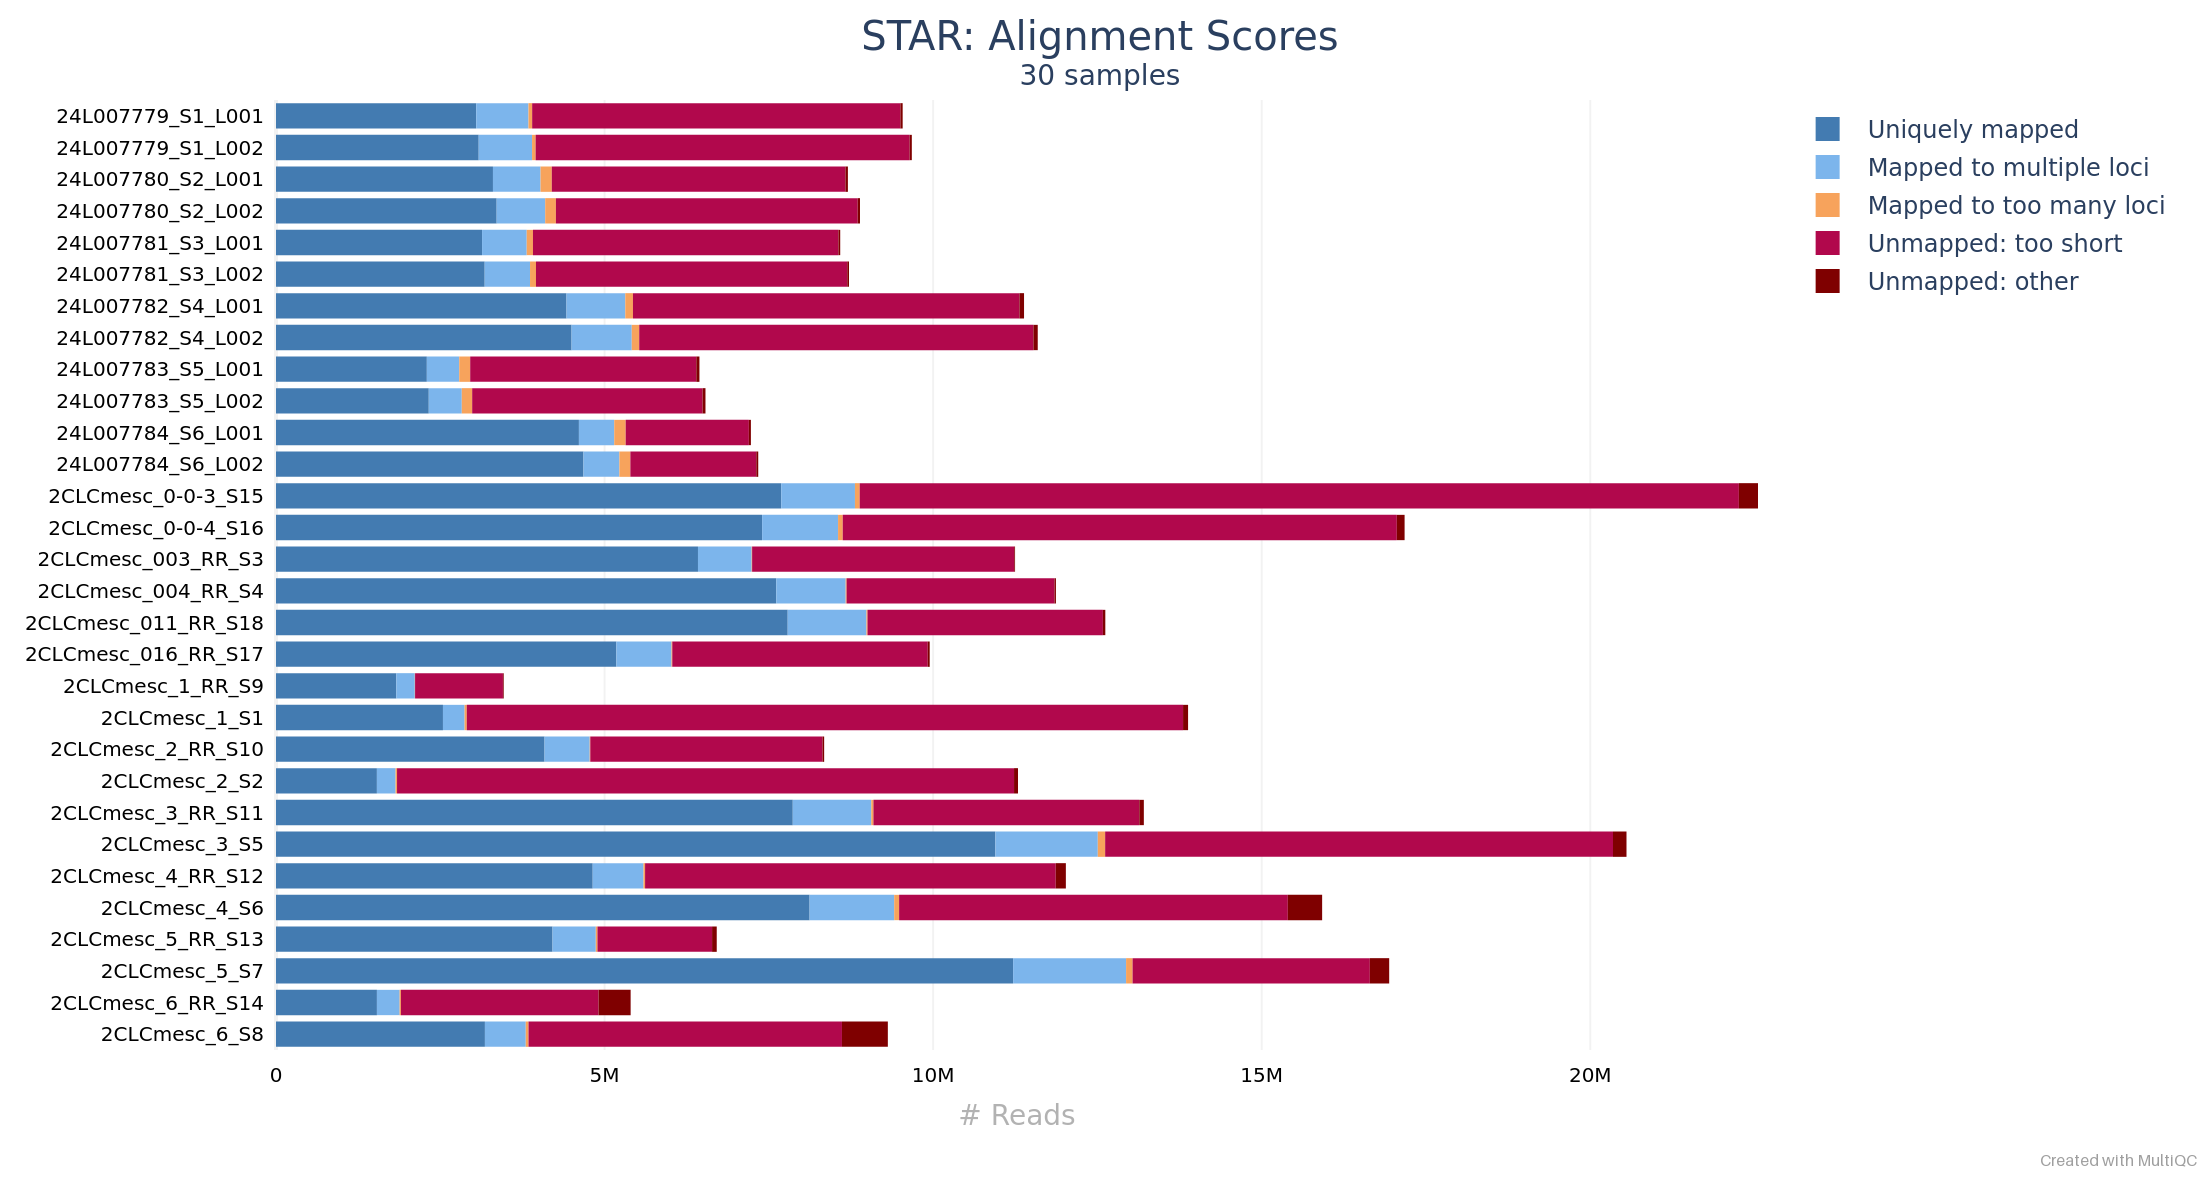 STAR: Alignment Scores
30 samples
24L007779_S1_L001
24L007779_S1_L002
24L007780_S2_L001
24L007780_S2_L002
24L007781_S3_L001
24L007781_S3_L002
24L007782_S4_L001
24L007782_S4_L002
24L007783_S5_L001
24L007783_S5_L002
24L007784_S6_L001
24L007784_S6_L002
2CLCmesc_0-0-3_S15
2CLCmesc_0-0-4_S16
2CLCmesc_003_RR_S3
2CLCmesc_004_RR_S4
2CLCmesc_011_RR_S18
2CLCmesc_016_RR_S17
2CLCmesc_1_RR_S9
2CLCmesc_1_S1
2CLCmesc_2_RR_S10
2CLCmesc_2_S2
2CLCmesc_3_RR_S11
2CLCmesc_3_S5
2CLCmesc_4_RR_S12
2CLCmesc_4_S6
2CLCmesc_5_RR_S13
2CLCmesc_5_S7
2CLCmesc_6_RR_S14
2CLCmesc_6_S8
0 5M 10M 15M 20M
# Reads
Uniquely mapped
Mapped to multiple loci
Mapped to too many loci
Unmapped: too short
Unmapped: other
Created with MultiQC